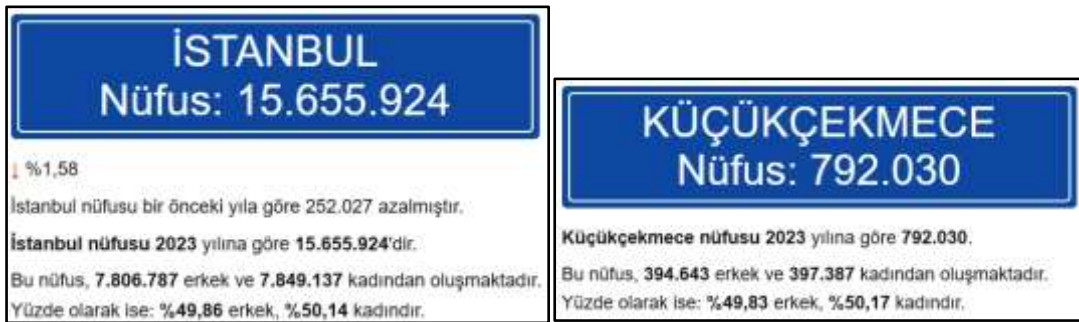 İSTANBUL
Nüfus: 15.655.924
↓ %1,58
İstanbul nüfusu bir önceki yıla göre 252.027 azalmıştır.
İstanbul nüfusu 2023 yılına göre 15.655.924'dir.
Bu nüfus, 7.806.787 erkek ve 7.849.137 kadından oluşmaktadır.
Yüzde olarak ise: %49,86 erkek, %50,14 kadındır.
KÜÇÜKÇEKMECE
Nüfus: 792.030
Küçükçekmece nüfusu 2023 yılına göre 792.030.
Bu nüfus, 394.643 erkek ve 397.387 kadından oluşmaktadır.
Yüzde olarak ise: %49,83 erkek, %50,17 kadındır.